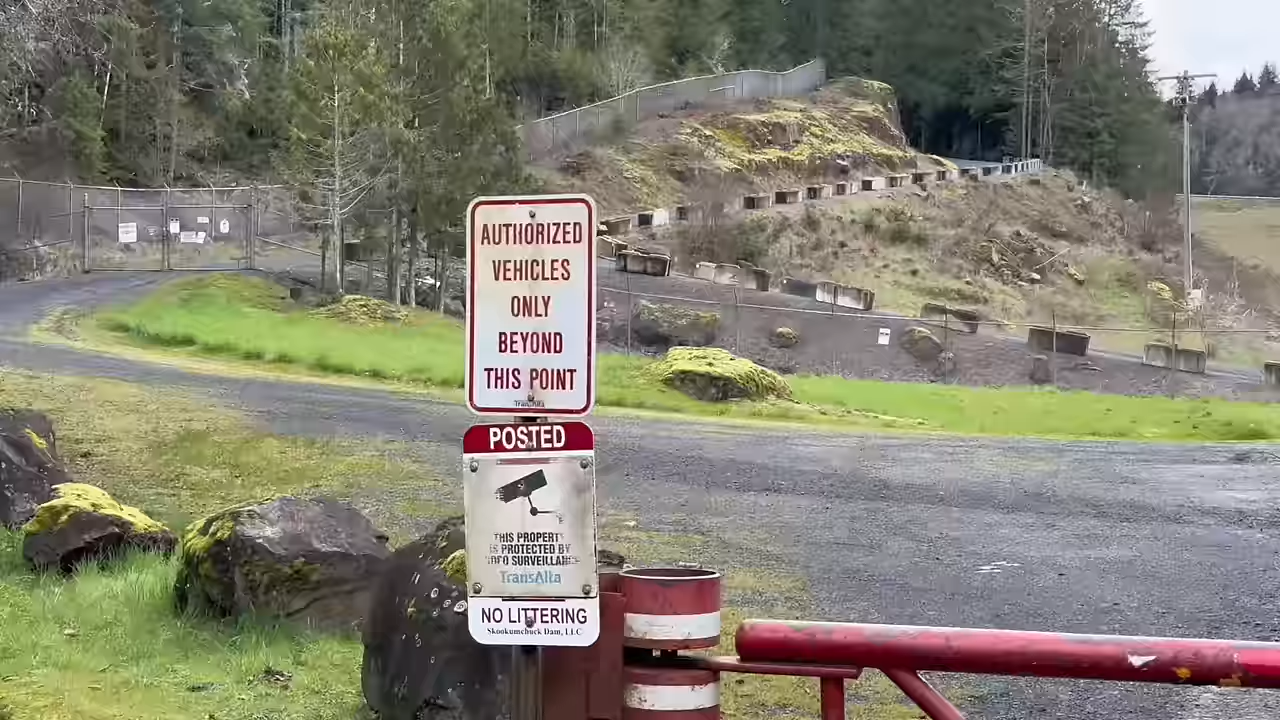 AUTHORIZED
VEHICLES
ONLY
BEYOND
THIS POINT
TransAlta
POSTED
THIS PROPERTY
IS PROTECTED BY
VIDEO SURVEILLANCE
TransAlta
NO LITTERING
Skookumchuck Dam, LLC